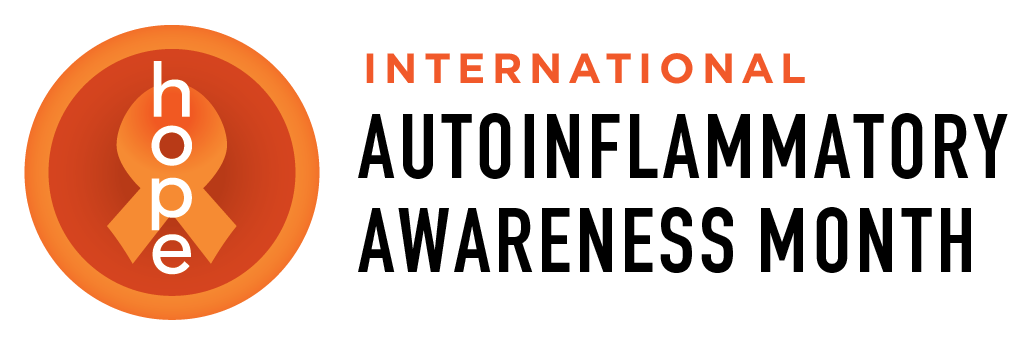 hope
INTERNATIONAL
AUTOINFLAMMATORY
AWARENESS MONTH